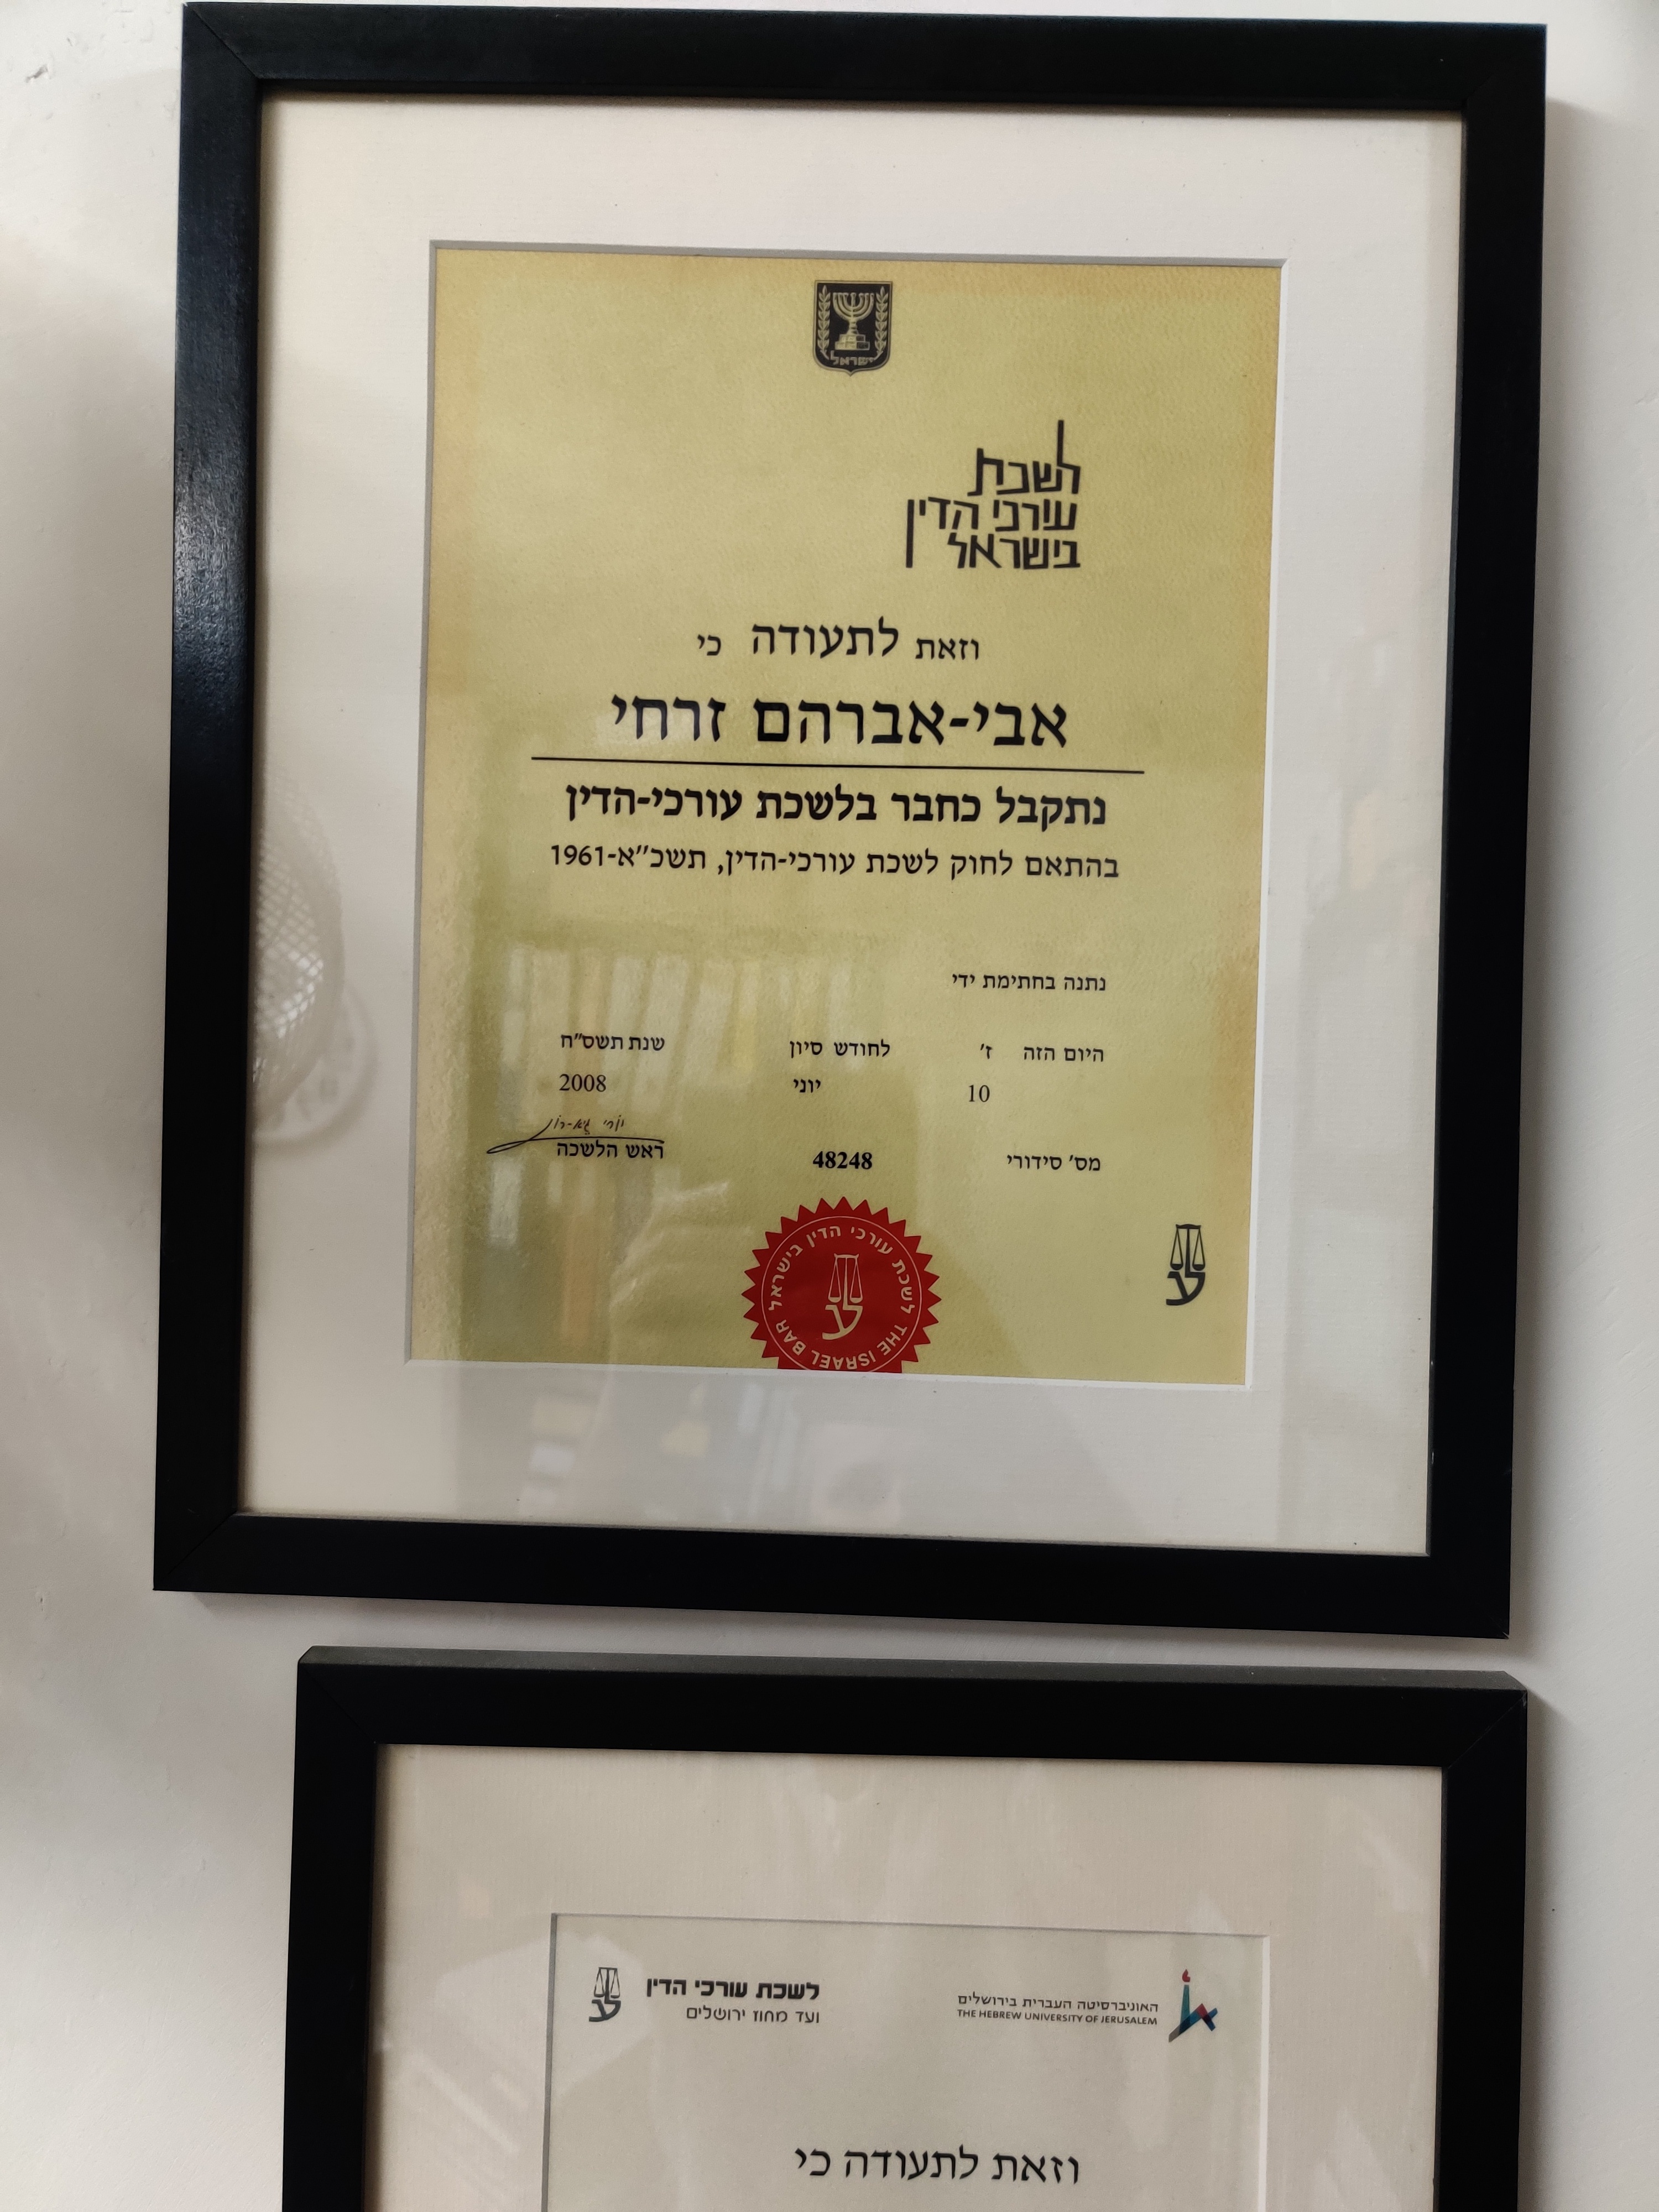 ישראל
לשכת
עורכי הדין
בישראל
וזאת לתעודה כי
אבי-אברהם זרחי
נתקבל כחבר בלשכת עורכי-הדין
בהתאם לחוק לשכת עורכי-הדין, תשכ"א-1961
נתנה בחתימת ידי
היום הזה ז' לחודש סיון שנת תשס"ח
10 יוני 2008
מס' סידורי 48248 ראש הלשכה
לשכת עורכי הדין בישראל THE ISRAEL BAR
האוניברסיטה העברית בירושלים
THE HEBREW UNIVERSITY OF JERUSALEM
לשכת עורכי הדין
ועד מחוז ירושלים
וזאת לתעודה כי